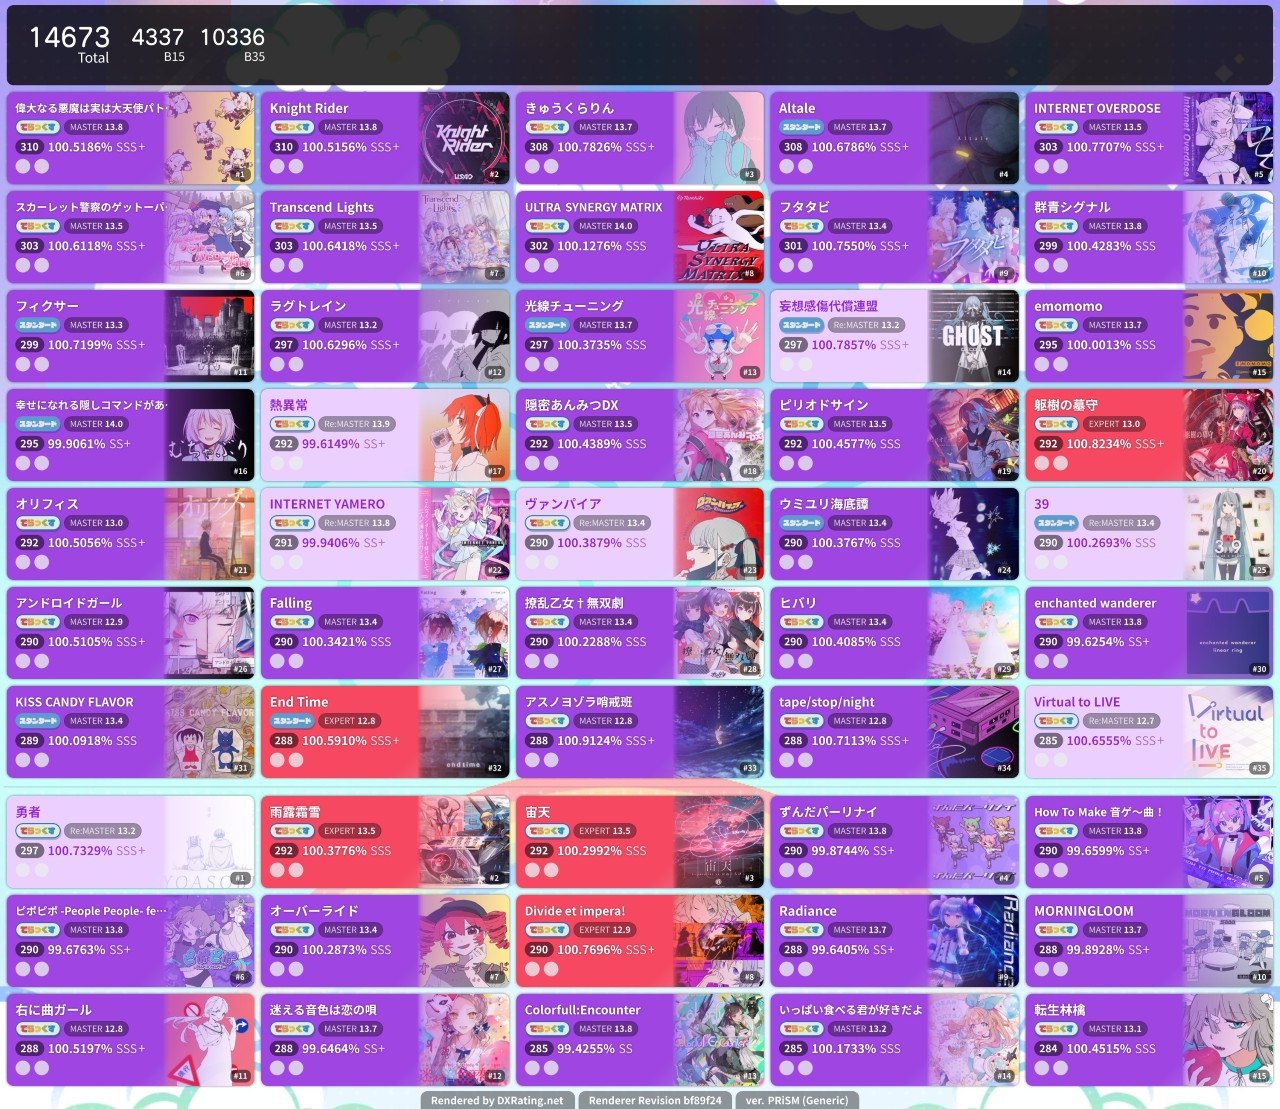 14673 4337 10336
Total B15 B35
偉大なる悪魔は実は大天使パト…
でらっくす MASTER 13.8
310 100.5186% SSS+
#1
Knight Rider
でらっくす MASTER 13.8
310 100.5156% SSS+
#2
きゅうくらりん
でらっくす MASTER 13.7
308 100.7826% SSS+
#3
Altale
スタンダード MASTER 13.7
308 100.6786% SSS+
#4
INTERNET OVERDOSE
でらっくす MASTER 13.5
303 100.7707% SSS+
#5
スカーレット警察のゲットーパ…
でらっくす MASTER 13.5
303 100.6118% SSS+
#6
Transcend Lights
でらっくす MASTER 13.5
303 100.6418% SSS+
#7
ULTRA SYNERGY MATRIX
でらっくす MASTER 14.0
302 100.1276% SSS
#8
フタタビ
でらっくす MASTER 13.4
301 100.7550% SSS+
#9
群青シグナル
でらっくす MASTER 13.8
299 100.4283% SSS
#10
フィクサー
スタンダード MASTER 13.3
299 100.7199% SSS+
#11
ラグトレイン
でらっくす MASTER 13.2
297 100.6296% SSS+
#12
光線チューニング
スタンダード MASTER 13.7
297 100.3735% SSS
#13
妄想感傷代償連盟
スタンダード Re:MASTER 13.2
297 100.7857% SSS+
#14
emomomo
でらっくす MASTER 13.7
295 100.0013% SSS
#15
幸せになれる隠しコマンドがあ…
スタンダード MASTER 14.0
295 99.9061% SS+
#16
熱異常
でらっくす Re:MASTER 13.9
292 99.6149% SS+
#17
隠密あんみつDX
でらっくす MASTER 13.5
292 100.4389% SSS
#18
ピリオドサイン
でらっくす MASTER 13.5
292 100.4577% SSS
#19
躯樹の墓守
でらっくす EXPERT 13.0
292 100.8234% SSS+
#20
オリフィス
でらっくす MASTER 13.0
292 100.5056% SSS+
#21
INTERNET YAMERO
でらっくす Re:MASTER 13.8
291 99.9406% SS+
#22
ヴァンパイア
でらっくす Re:MASTER 13.4
290 100.3879% SSS
#23
ウミユリ海底譚
スタンダード MASTER 13.4
290 100.3767% SSS
#24
39
スタンダード Re:MASTER 13.4
290 100.2693% SSS
#25
アンドロイドガール
でらっくす MASTER 12.9
290 100.5105% SSS+
#26
Falling
でらっくす MASTER 13.4
290 100.3421% SSS
#27
撩乱乙女†無双劇
でらっくす MASTER 13.4
290 100.2288% SSS
#28
ヒバリ
でらっくす MASTER 13.4
290 100.4085% SSS
#29
enchanted wanderer
でらっくす MASTER 13.8
290 99.6254% SS+
#30
KISS CANDY FLAVOR
スタンダード MASTER 13.4
289 100.0918% SSS
#31
End Time
スタンダード EXPERT 12.8
288 100.5910% SSS+
#32
アスノヨゾラ哨戒班
でらっくす MASTER 12.8
288 100.9124% SSS+
#33
tape/stop/night
でらっくす MASTER 12.8
288 100.7113% SSS+
#34
Virtual to LIVE
でらっくす Re:MASTER 12.7
285 100.6555% SSS+
#35
勇者
でらっくす Re:MASTER 13.2
297 100.7329% SSS+
#1
雨露霜雪
でらっくす EXPERT 13.5
292 100.3776% SSS
#2
宙天
でらっくす EXPERT 13.5
292 100.2992% SSS
#3
ずんだパーリナイ
でらっくす MASTER 13.8
290 99.8744% SS+
#4
How To Make 音ゲ～曲！
でらっくす MASTER 13.8
290 99.6599% SS+
#5
ピポピポ -People People- fe…
でらっくす MASTER 13.8
290 99.6763% SS+
#6
オーバーライド
でらっくす MASTER 13.4
290 100.2873% SSS
#7
Divide et impera!
でらっくす EXPERT 12.9
290 100.7696% SSS+
#8
Radiance
でらっくす MASTER 13.7
288 99.6405% SS+
#9
MORNINGLOOM
でらっくす MASTER 13.7
288 99.8928% SS+
#10
右に曲ガール
でらっくす MASTER 12.8
288 100.5197% SSS+
#11
迷える音色は恋の唄
でらっくす MASTER 13.7
288 99.6464% SS+
#12
Colorfull:Encounter
でらっくす MASTER 13.8
285 99.4255% SS
#13
いっぱい食べる君が好きだよ
でらっくす MASTER 13.2
285 100.1733% SSS
#14
転生林檎
でらっくす MASTER 13.1
284 100.4515% SSS
#15
Rendered by DXRating.net Renderer Revision bf89f24 ver. PRiSM (Generic)